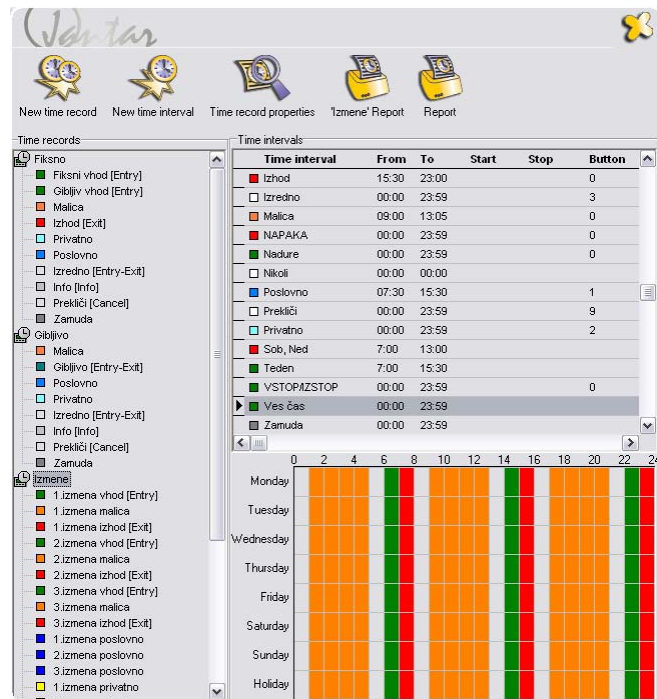 Jantar
New time record New time interval Time record properties 'Izmene' Report Report
Time records
Fiksno
Fiksni vhod [Entry]
Gibljiv vhod [Entry]
Malica
Izhod [Exit]
Privatno
Poslovno
Izredno [Entry-Exit]
Info [Info]
Prekliči [Cancel]
Zamuda
Gibljivo
Malica
Gibljivo [Entry-Exit]
Poslovno
Privatno
Izredno [Entry-Exit]
Info [Info]
Prekliči [Cancel]
Zamuda
Izmene
1.izmena vhod [Entry]
1.izmena malica
1.izmena izhod [Exit]
2.izmena vhod [Entry]
2.izmena malica
2.izmena izhod [Exit]
3.izmena vhod [Entry]
3.izmena malica
3.izmena izhod [Exit]
1.izmena poslovno
2.izmena poslovno
3.izmena poslovno
1.izmena privatno
Time intervals
Time interval From To Start Stop Button
Izhod 15:30 23:00 0
Izredno 00:00 23:59 3
Malica 09:00 13:05 0
NAPAKA 00:00 23:59 0
Nadure 00:00 23:59 0
Nikoli 00:00 00:00
Poslovno 07:30 15:30 1
Prekliči 00:00 23:59 9
Privatno 00:00 23:59 2
Sob, Ned 7:00 13:00
Teden 7:00 15:30
VSTOP/IZSTOP 00:00 23:59 0
Ves čas 00:00 23:59
Zamuda 00:00 23:59
0 2 4 6 8 10 12 14 16 18 20 22 24
Monday
Tuesday
Wednesday
Thursday
Friday
Saturday
Sunday
Holiday